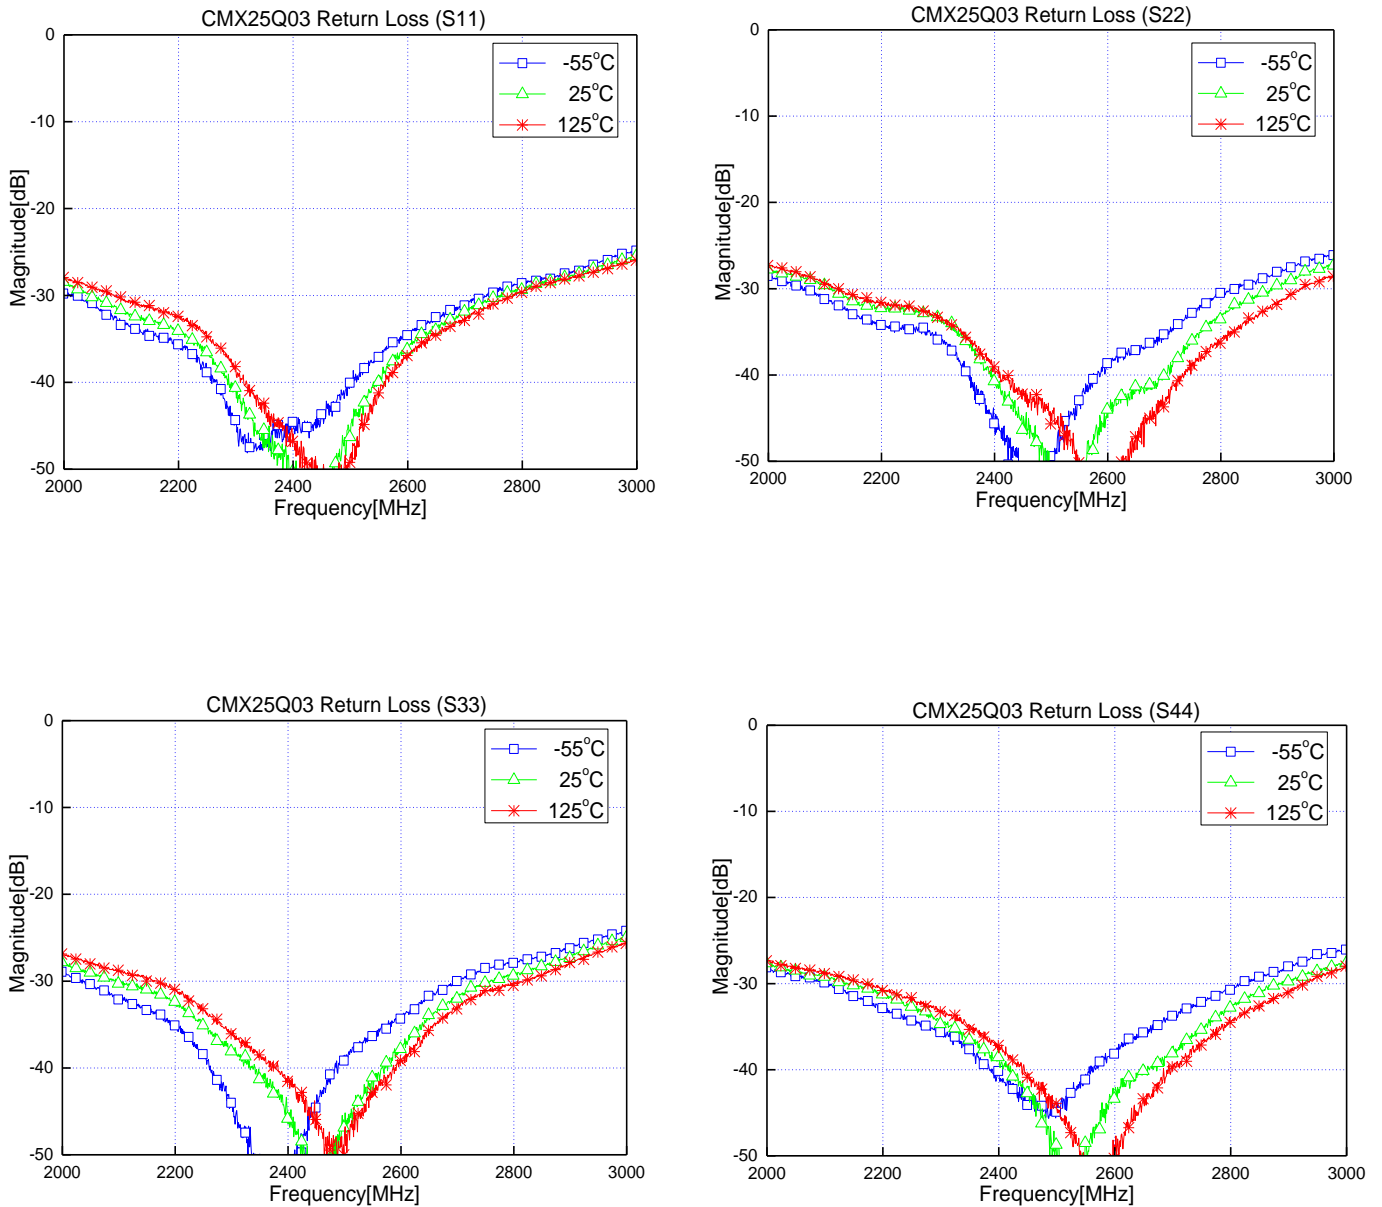 CMX25Q03 Return Loss (S11)
0
-10
-20
-30
-40
-50
Magnitude[dB]
-55°C
25°C
125°C
2000 2200 2400 2600 2800 3000
Frequency[MHz]
CMX25Q03 Return Loss (S22)
0
-10
-20
-30
-40
-50
Magnitude[dB]
-55°C
25°C
125°C
2000 2200 2400 2600 2800 3000
Frequency[MHz]
CMX25Q03 Return Loss (S33)
0
-10
-20
-30
-40
-50
Magnitude[dB]
-55°C
25°C
125°C
2000 2200 2400 2600 2800 3000
Frequency[MHz]
CMX25Q03 Return Loss (S44)
0
-10
-20
-30
-40
-50
Magnitude[dB]
-55°C
25°C
125°C
2000 2200 2400 2600 2800 3000
Frequency[MHz]